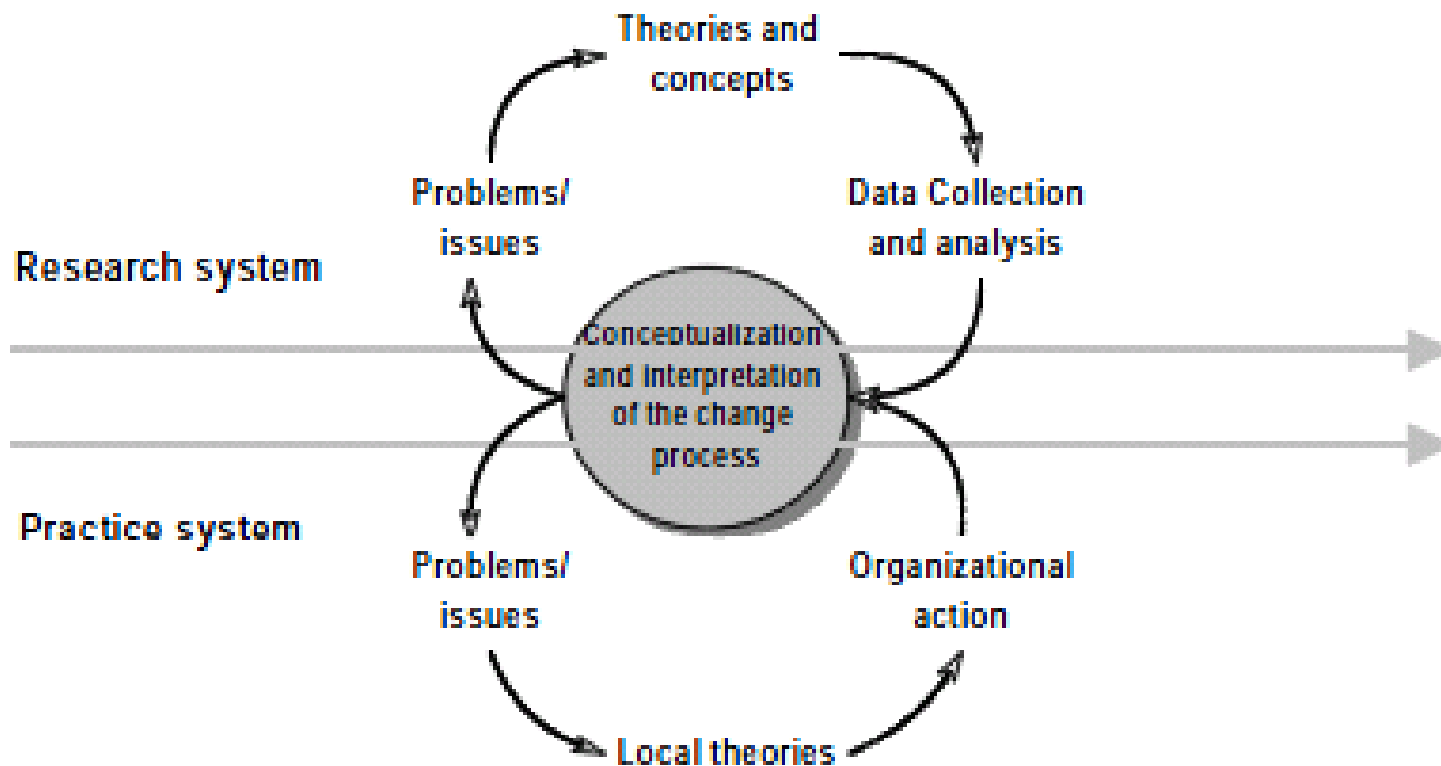 Theories and
concepts
Problems/
issues
Data Collection
and analysis
Research system
Conceptualization
and interpretation
of the change
process
Practice system
Problems/
issues
Organizational
action
Local theories